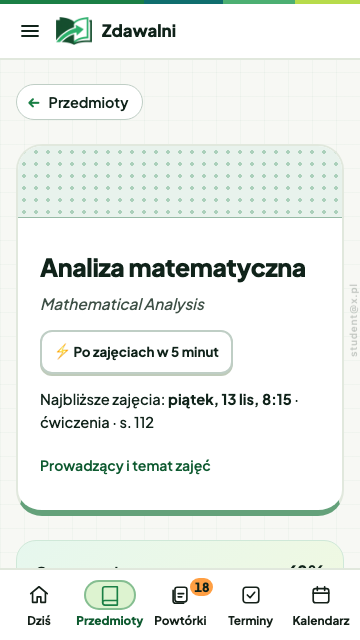 Zdawalni
← Przedmioty
Analiza matematyczna
Mathematical Analysis
⚡ Po zajęciach w 5 minut
Najbliższe zajęcia: piątek, 13 lis, 8:15 ·
ćwiczenia · s. 112
Prowadzący i temat zajęć
student@x.pl
18
Dziś
Przedmioty
Powtórki
Terminy
Kalendarz